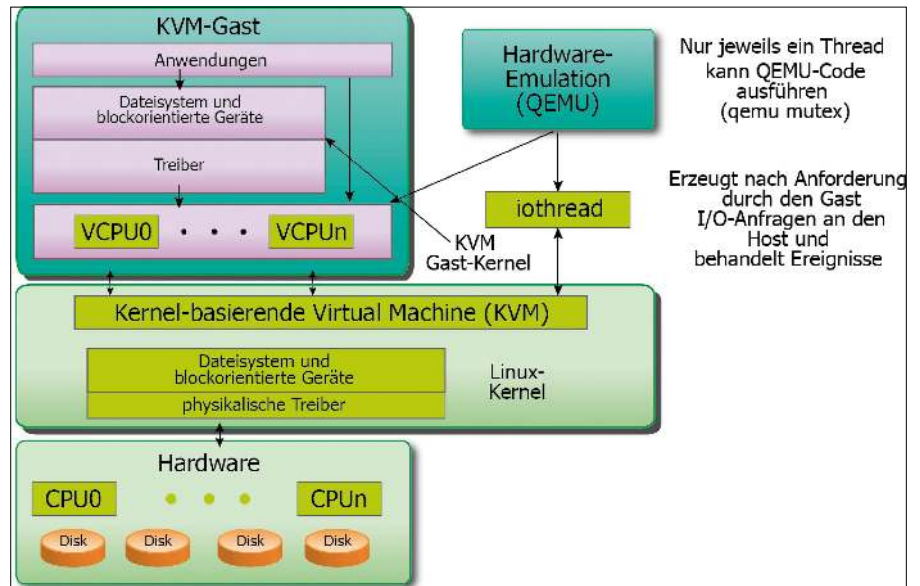 KVM-Gast
Anwendungen
Dateisystem und
blockorientierte Geräte
Treiber
VCPU0 • • • VCPUn
KVM
Gast-Kernel
Hardware-
Emulation
(QEMU)
iothread
Nur jeweils ein Thread
kann QEMU-Code
ausführen
(qemu mutex)
Erzeugt nach Anforderung
durch den Gast
I/O-Anfragen an den
Host und
behandelt Ereignisse
Kernel-basierende Virtual Machine (KVM)
Dateisystem und
blockorientierte Geräte
physikalische Treiber
Linux-
Kernel
Hardware
CPU0 • • • CPUn
Disk Disk Disk Disk